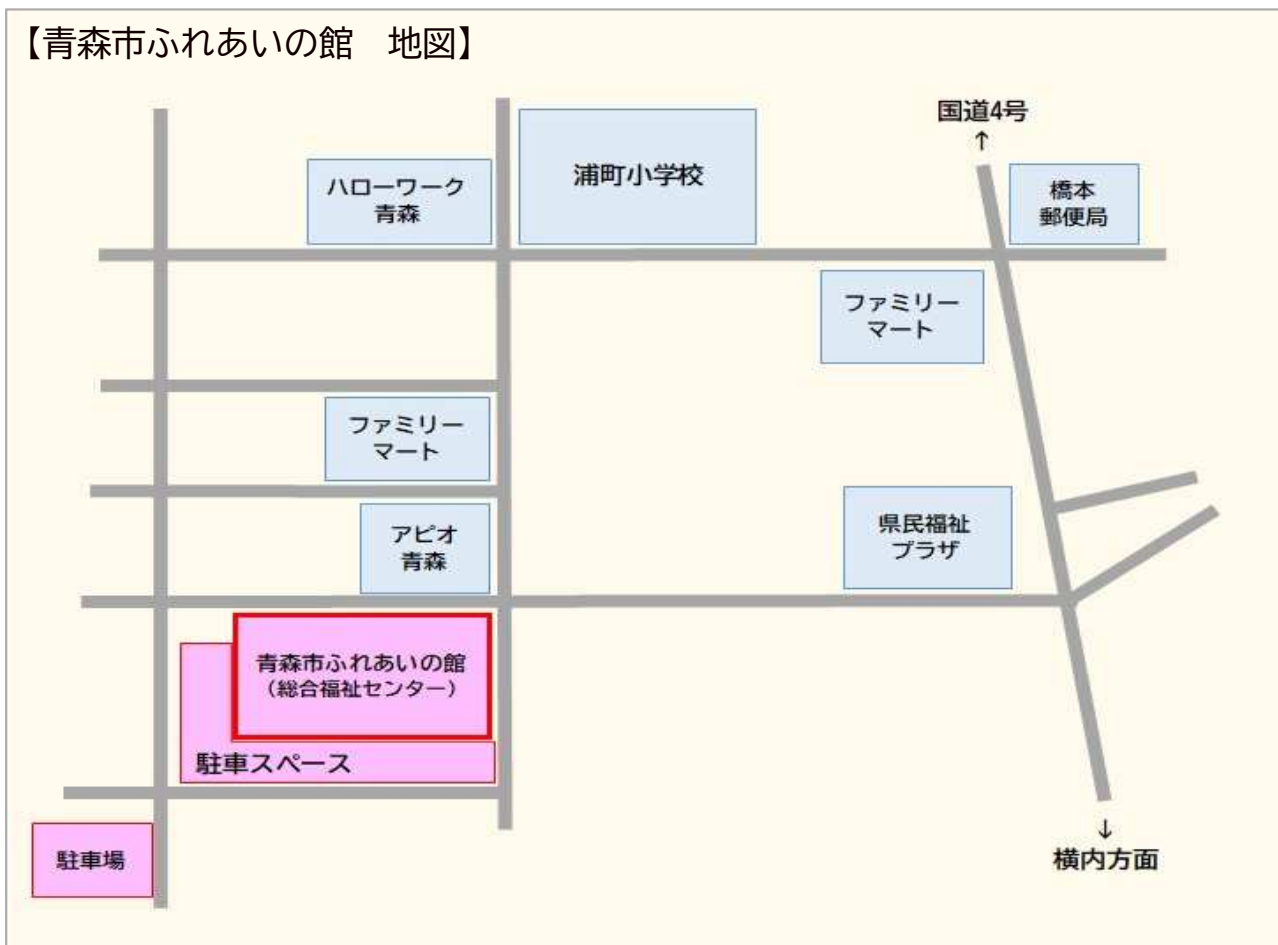 【青森市ふれあいの館　地図】
国道4号
↑
ハローワーク
青森
浦町小学校
橋本
郵便局
ファミリー
マート
ファミリー
マート
アピオ
青森
県民福祉
プラザ
青森市ふれあいの館
（総合福祉センター）
駐車スペース
駐車場
↓
横内方面